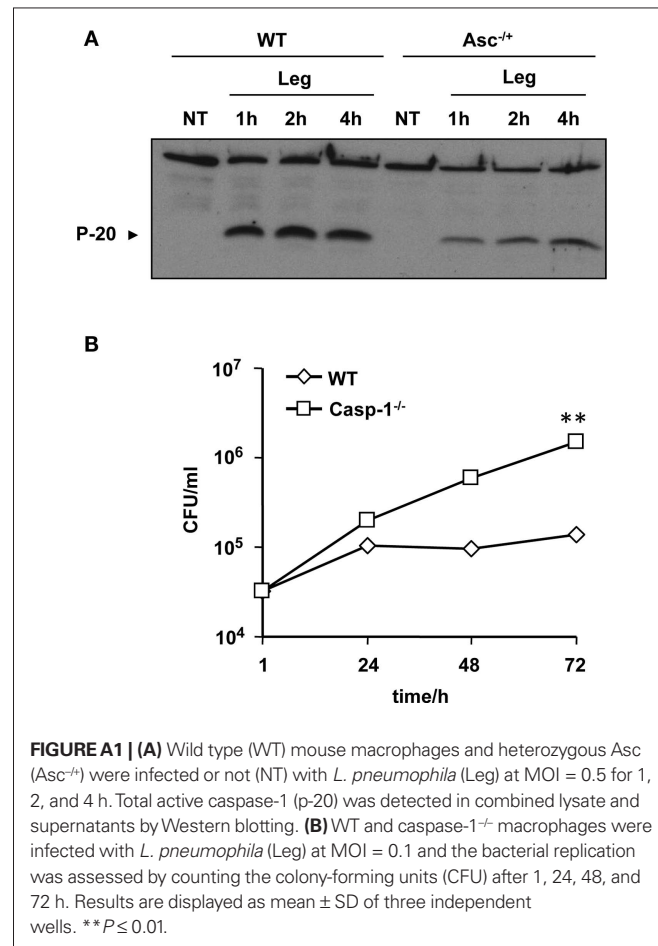 A
WT Asc-/+
Leg Leg
NT 1h 2h 4h NT 1h 2h 4h
P-20 ►
B
10⁷
WT
Casp-1-/-
**
10⁶
CFU/ml
10⁵
10⁴
1 24 48 72
time/h
FIGURE A1 | (A) Wild type (WT) mouse macrophages and heterozygous Asc
(Asc−/+) were infected or not (NT) with L. pneumophila (Leg) at MOI = 0.5 for 1,
2, and 4 h. Total active caspase-1 (p-20) was detected in combined lysate and
supernatants by Western blotting. (B) WT and caspase-1−/− macrophages were
infected with L. pneumophila (Leg) at MOI = 0.1 and the bacterial replication
was assessed by counting the colony-forming units (CFU) after 1, 24, 48, and
72 h. Results are displayed as mean ± SD of three independent
wells. **P ≤ 0.01.